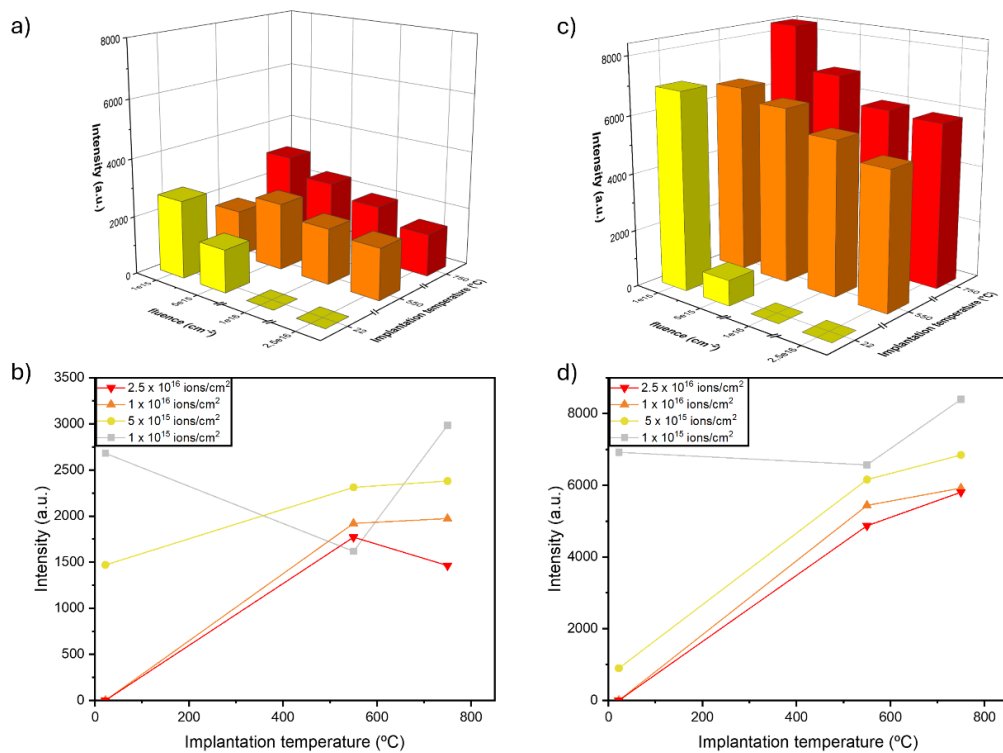 a)
8000
6000
4000
2000
0
Intensity (a.u.)
1e15
5e15
1e16
2,5e16
fluence (cm⁻²)
22
550
750
Implantation temperature (ºC)
c)
8000
6000
4000
2000
0
Intensity (a.u.)
1e15
5e15
1e16
2,5e16
fluence (cm⁻²)
22
550
750
Implantation temperature (ºC)
b)
2.5 x 10¹⁶ ions/cm²
1 x 10¹⁶ ions/cm²
5 x 10¹⁵ ions/cm²
1 x 10¹⁵ ions/cm²
3500
3000
2500
2000
1500
1000
500
0
Intensity (a.u.)
0 200 400 600 800
Implantation temperature (ºC)
d)
2.5 x 10¹⁶ ions/cm²
1 x 10¹⁶ ions/cm²
5 x 10¹⁵ ions/cm²
1 x 10¹⁵ ions/cm²
8000
6000
4000
2000
0
Intensity (a.u.)
0 200 400 600 800
Implantation temperature (ºC)